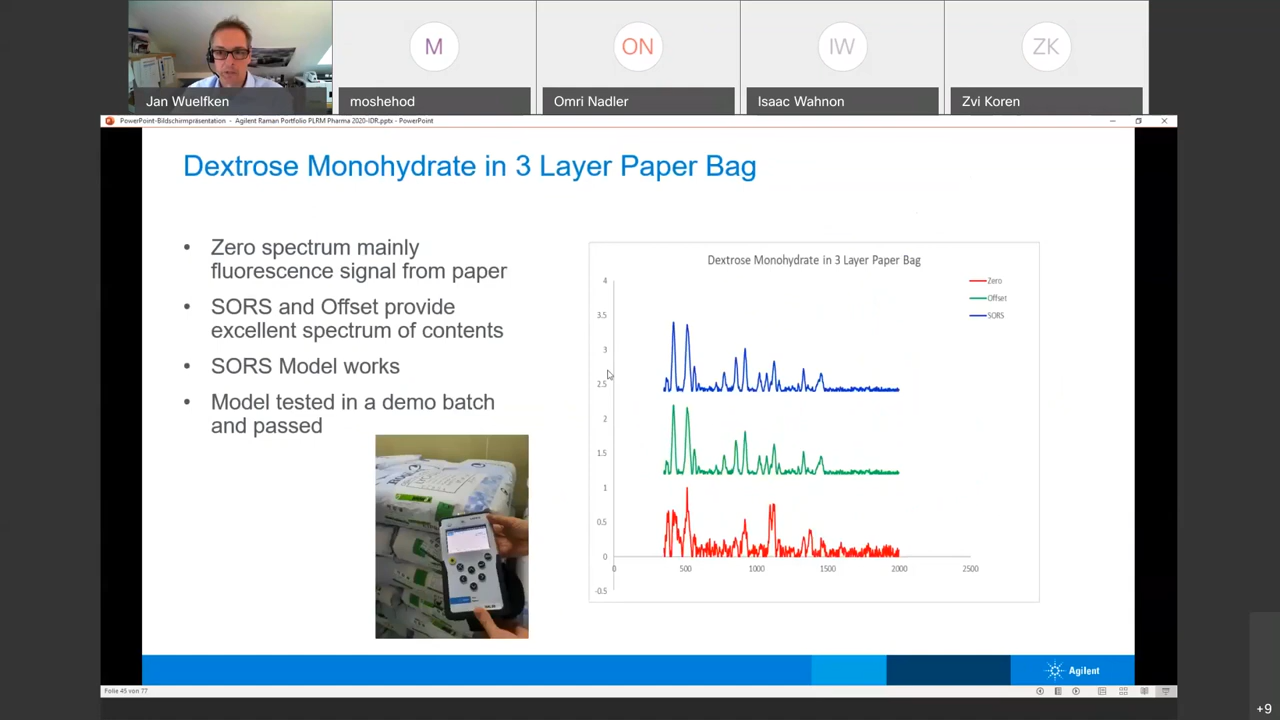 M
ON
IW
ZK
Jan Wuelfken
moshehod
Omri Nadler
Isaac Wahnon
Zvi Koren
PowerPoint-Bildschirmpräsentation - Agilent Raman Portfolio PLRM Pharma 2020-IDR.pptx - PowerPoint
Dextrose Monohydrate in 3 Layer Paper Bag
• Zero spectrum mainly
fluorescence signal from paper
• SORS and Offset provide
excellent spectrum of contents
• SORS Model works
• Model tested in a demo batch
and passed
Dextrose Monohydrate in 3 Layer Paper Bag
Zero
Offset
SORS
4
3.5
3
2.5
2
1.5
1
0.5
0
-0.5
0 500 1000 1500 2000 2500
Agilent
Folie 45 von 77
+9